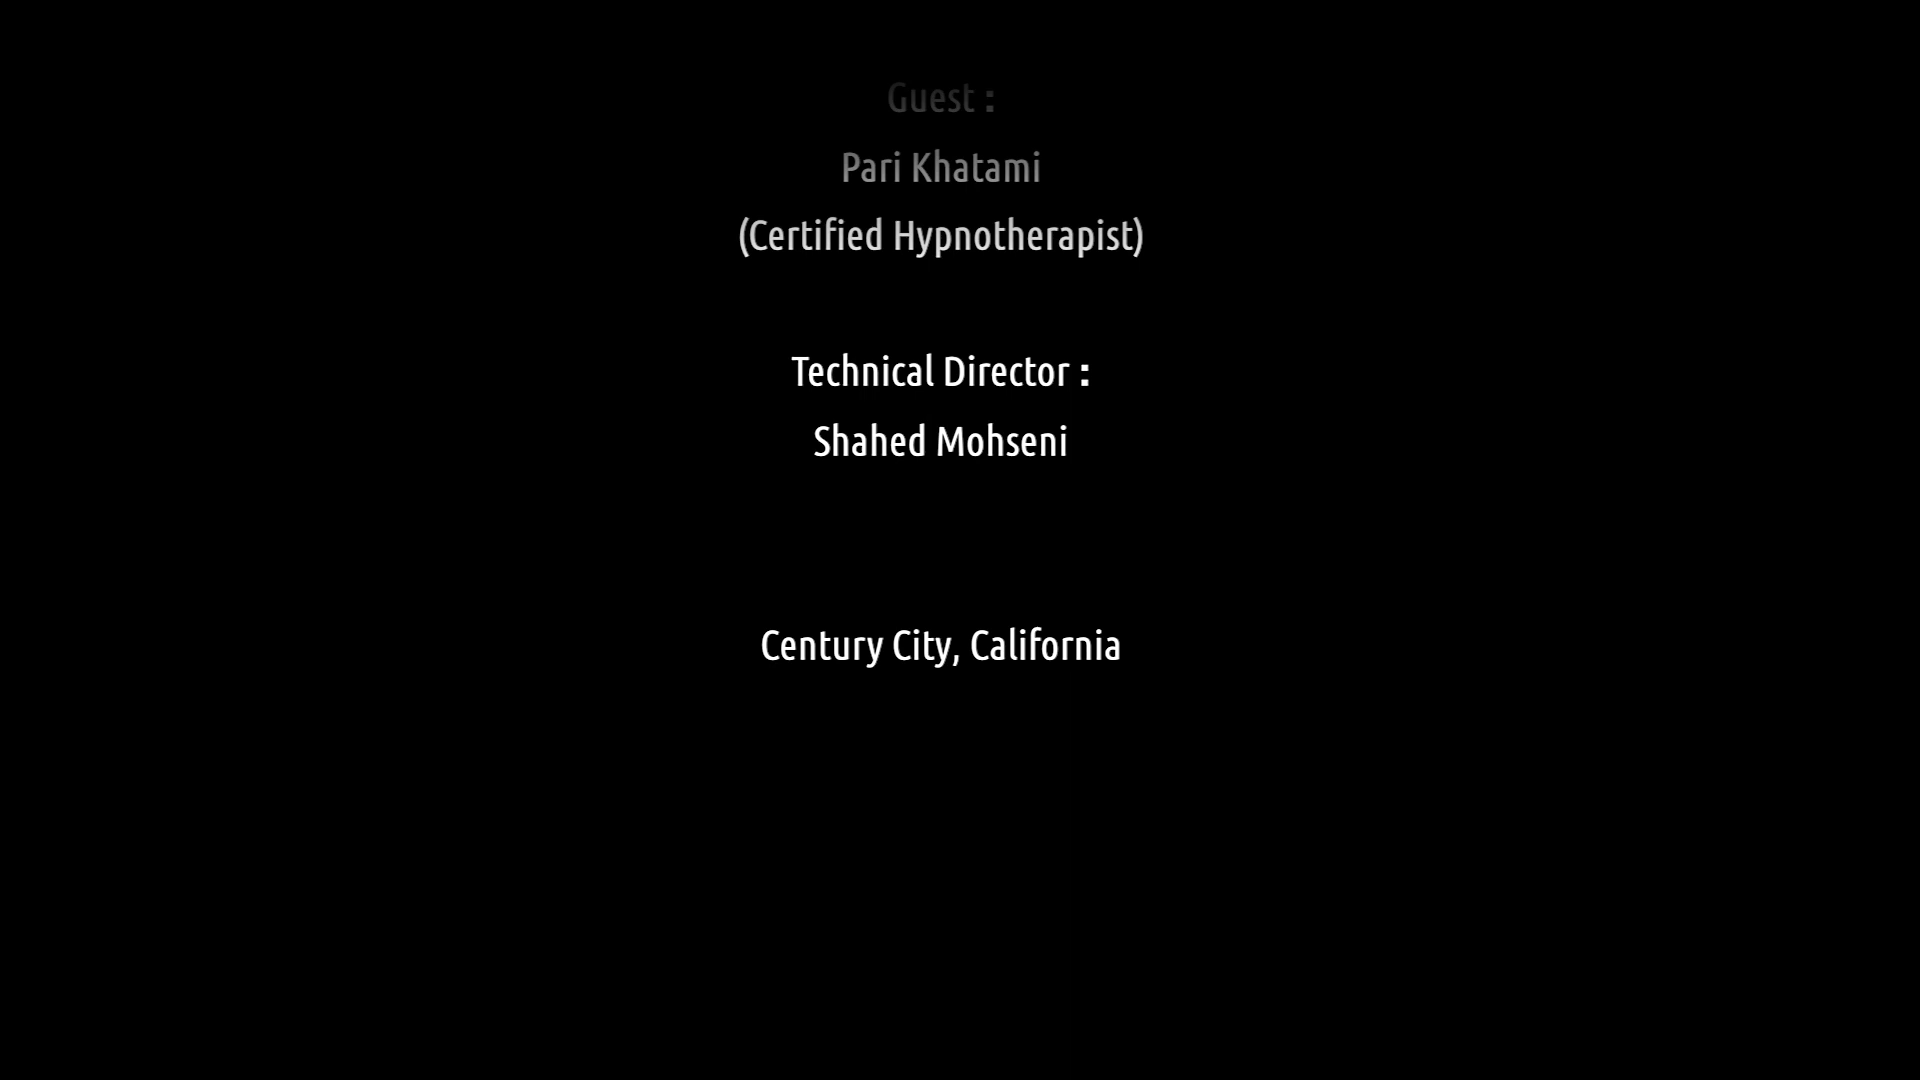 Guest :
Pari Khatami
(Certified Hypnotherapist)
Technical Director :
Shahed Mohseni
Century City, California